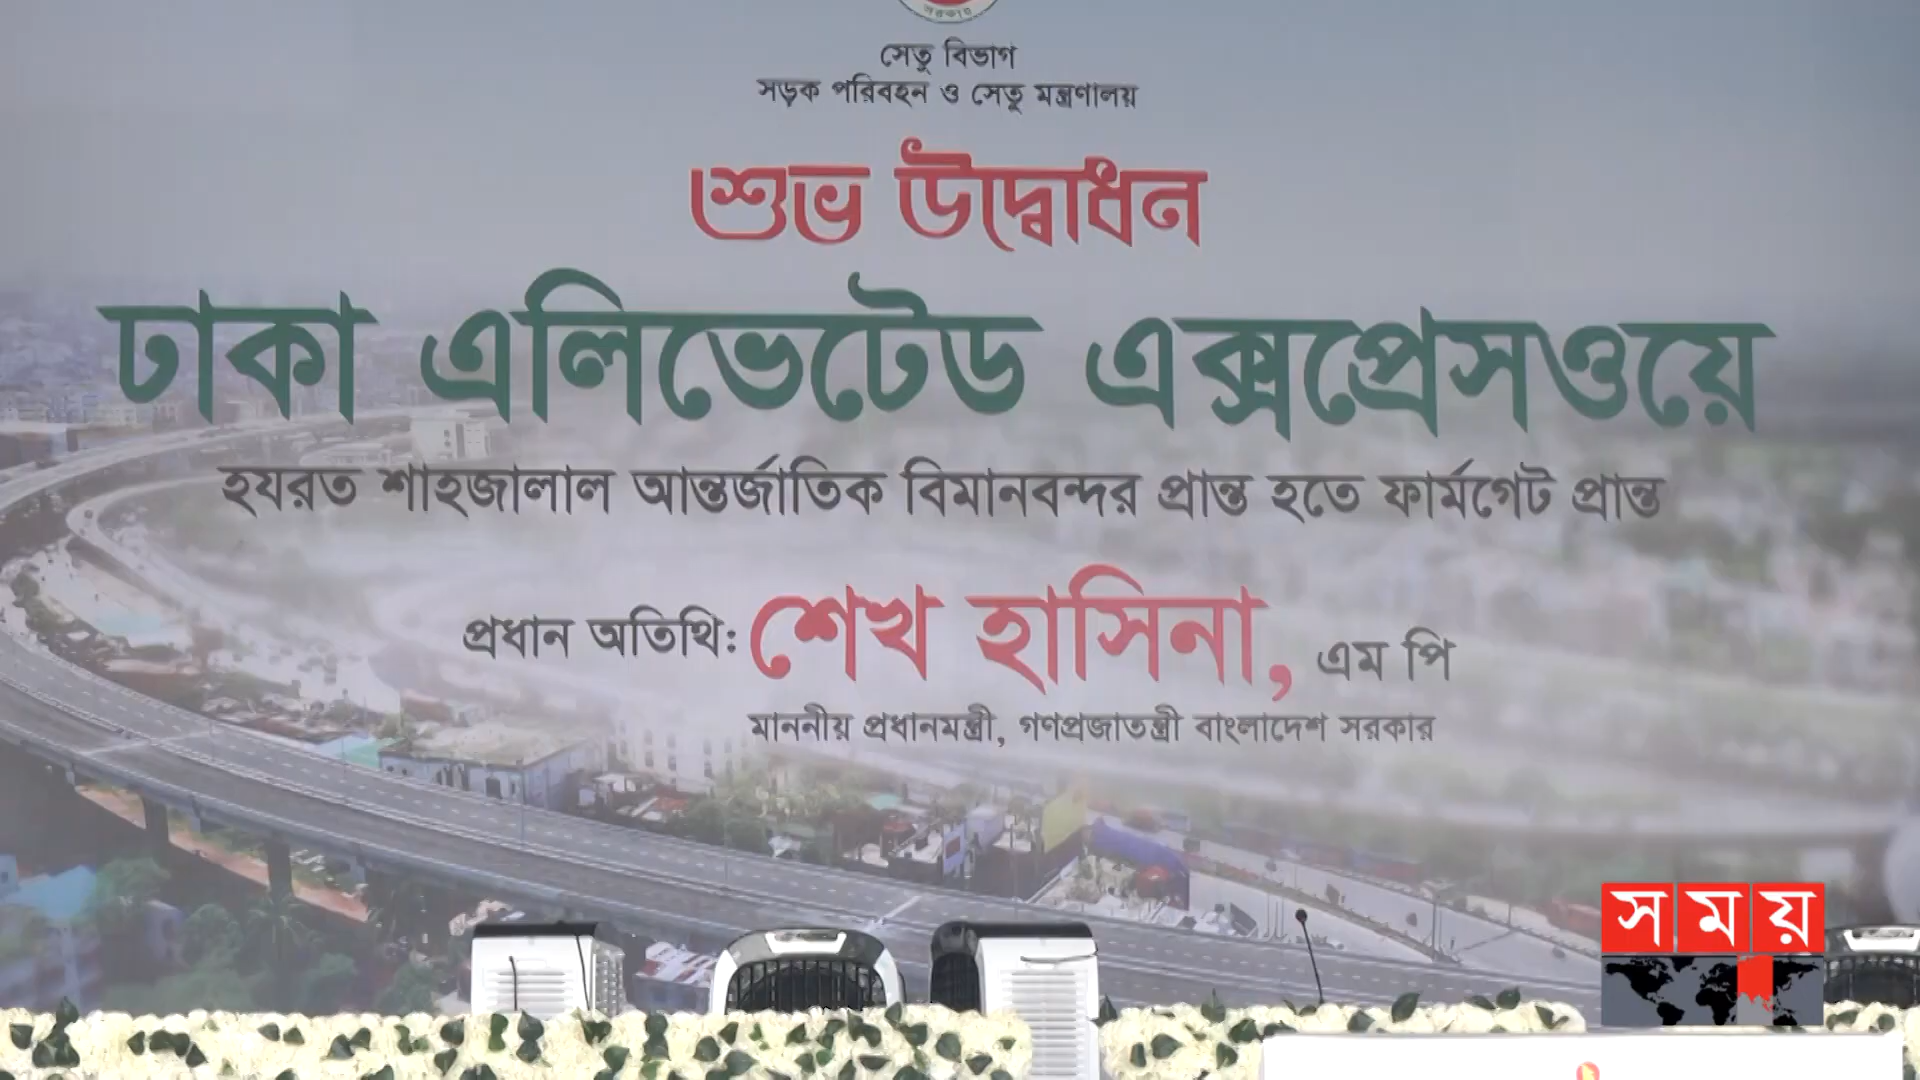 সরকার
সেতু বিভাগ
সড়ক পরিবহন ও সেতু মন্ত্রণালয়
শুভ উদ্বোধন
ঢাকা এলিভেটেড এক্সপ্রেসওয়ে
হযরত শাহজালাল আন্তর্জাতিক বিমানবন্দর প্রান্ত হতে ফার্মগেট প্রান্ত
প্রধান অতিথি: শেখ হাসিনা, এম পি
মাননীয় প্রধানমন্ত্রী, গণপ্রজাতন্ত্রী বাংলাদেশ সরকার
সময়